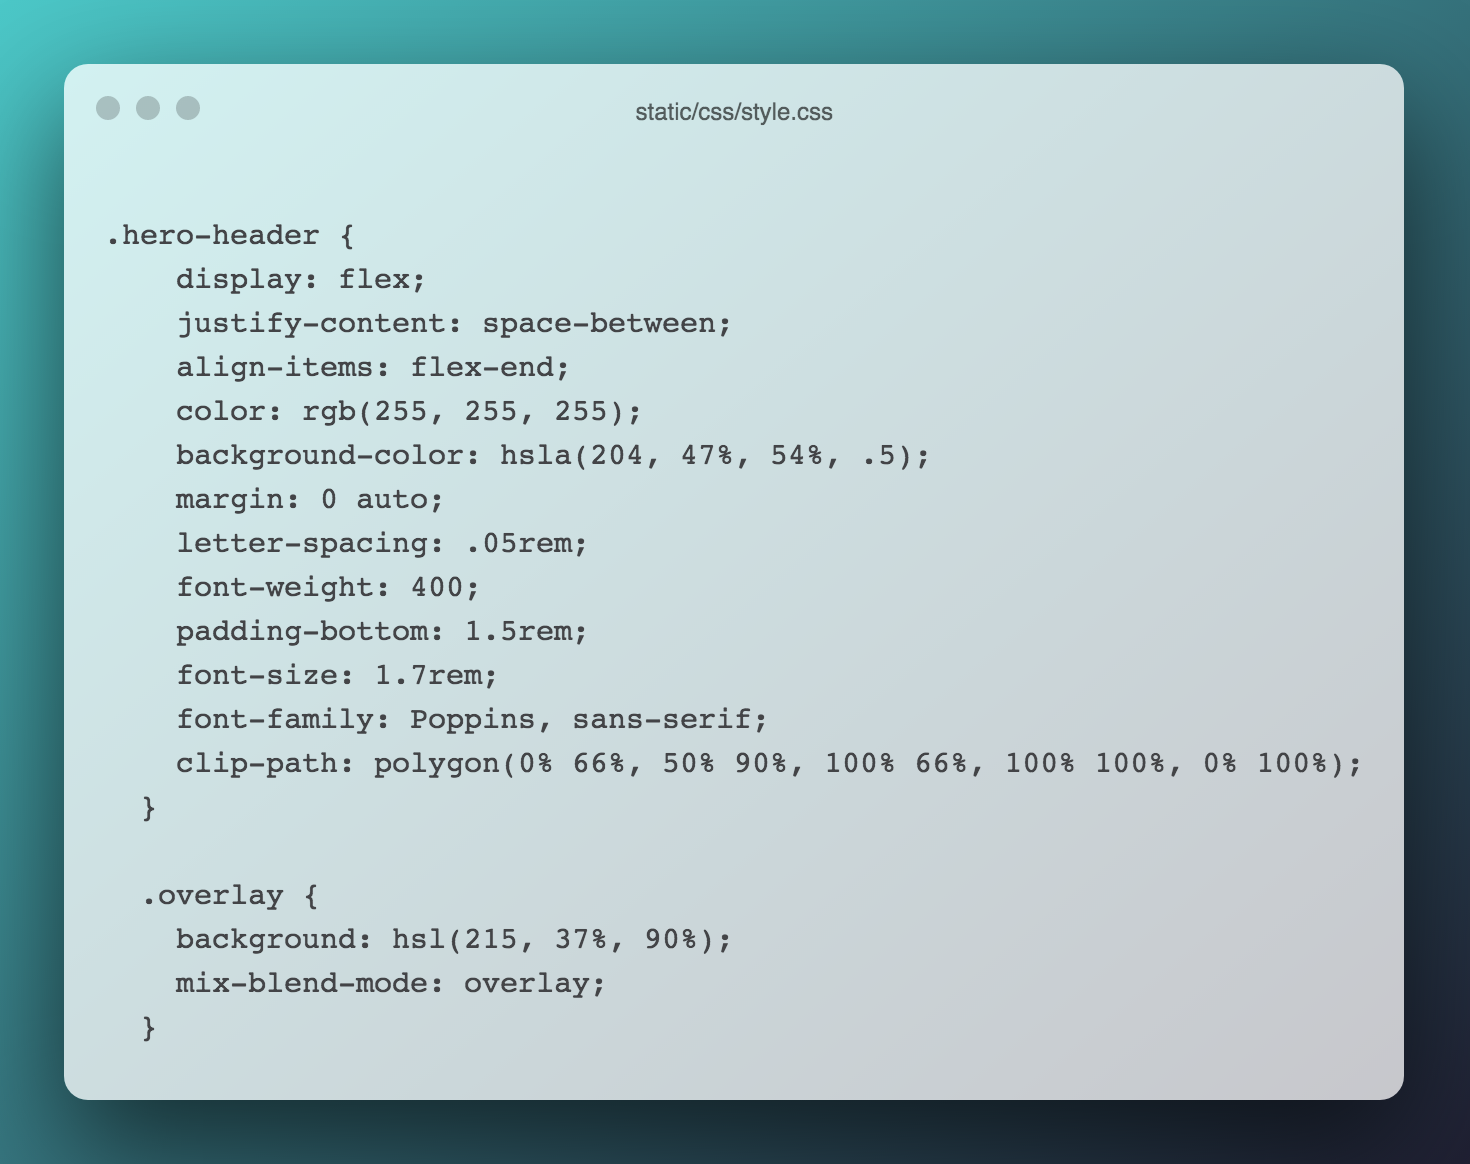 static/css/style.css
.hero-header {
display: flex;
justify-content: space-between;
align-items: flex-end;
color: rgb(255, 255, 255);
background-color: hsla(204, 47%, 54%, .5);
margin: 0 auto;
letter-spacing: .05rem;
font-weight: 400;
padding-bottom: 1.5rem;
font-size: 1.7rem;
font-family: Poppins, sans-serif;
clip-path: polygon(0% 66%, 50% 90%, 100% 66%, 100% 100%, 0% 100%);
}
.overlay {
background: hsl(215, 37%, 90%);
mix-blend-mode: overlay;
}